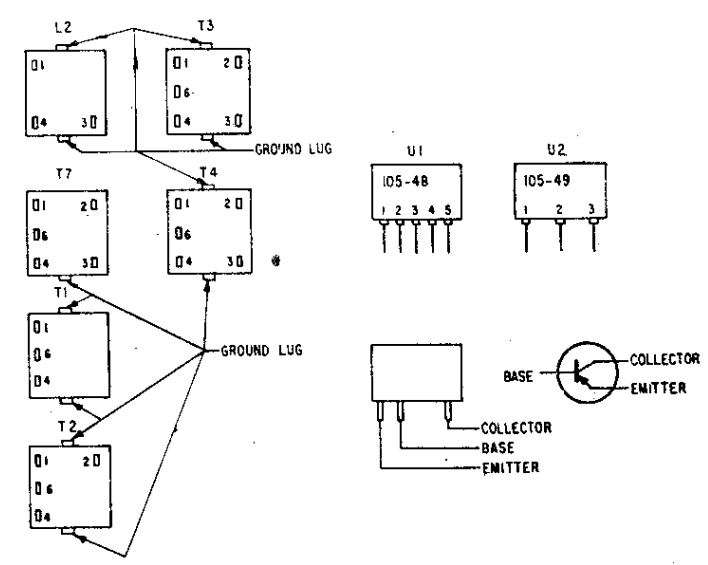 L2 T3
1 1 2
6
4 3 4 3
GROUND LUG
T7 T4
1 2 1 2
6 6
4 3 4 3
T1
1
6
4
GROUND LUG
T2
1 2
6
4
U1 U2
105-48 105-49
1 2 3 4 5 1 2 3
BASE
COLLECTOR
EMITTER
COLLECTOR
BASE
EMITTER